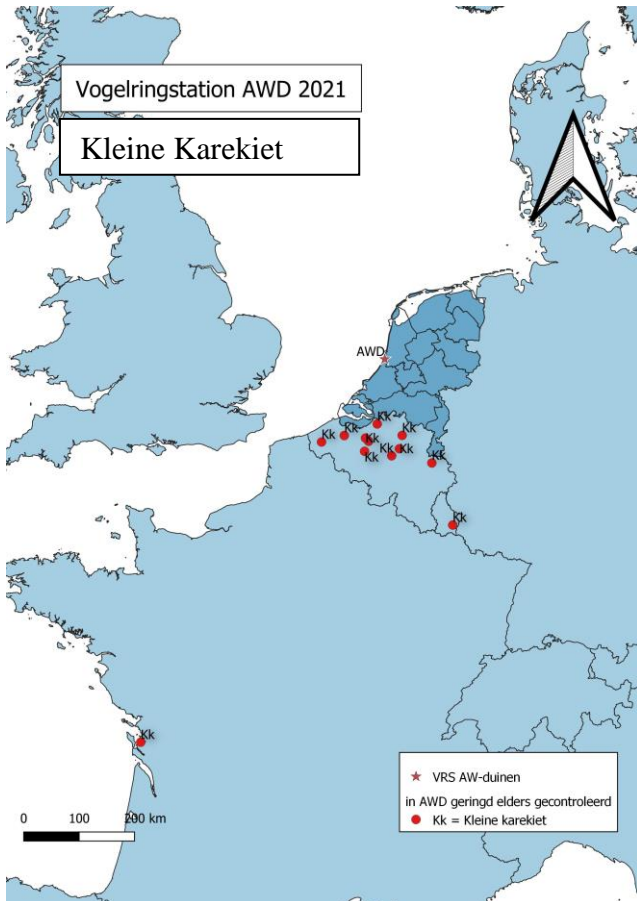 Vogelringstation AWD 2021
Kleine Karekiet
AWD
Kk
Kk
Kk
Kk
Kk
Kk
Kk
Kk
Kk
Kk
Kk
VRS AW-duinen
in AWD geringd elders gecontroleerd
Kk = Kleine karekiet
0 100 200 km